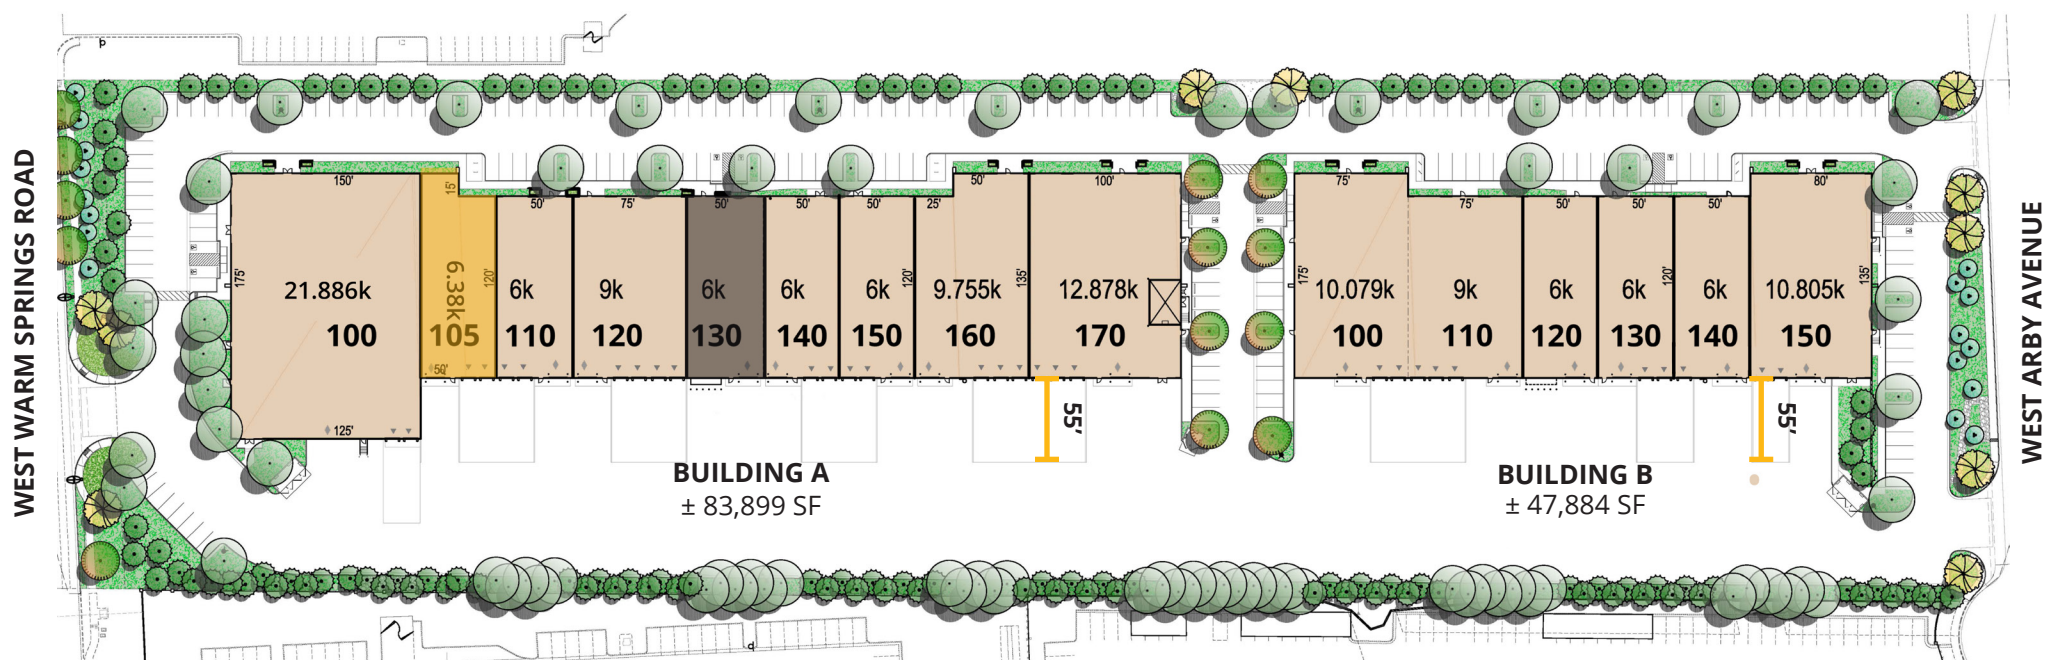 WEST WARM SPRINGS ROAD
150'
15'
50'
75'
50'
50'
50'
25'
50'
100'
75'
75'
50'
50'
50'
80'
175'
120'
120'
135'
175'
120'
135'
21.886k
6.38k
6k
9k
6k
6k
6k
9.755k
12.878k
10.079k
9k
6k
6k
6k
10.805k
100
105
110
120
130
140
150
160
170
100
110
120
130
140
150
50'
125'
55'
55'
BUILDING A
± 83,899 SF
BUILDING B
± 47,884 SF
WEST ARBY AVENUE